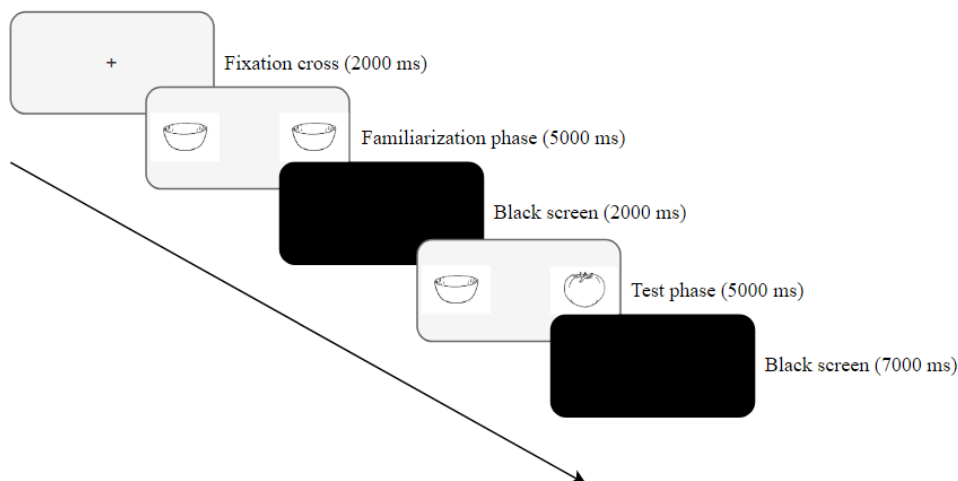 Fixation cross (2000 ms)
Familiarization phase (5000 ms)
Black screen (2000 ms)
Test phase (5000 ms)
Black screen (7000 ms)